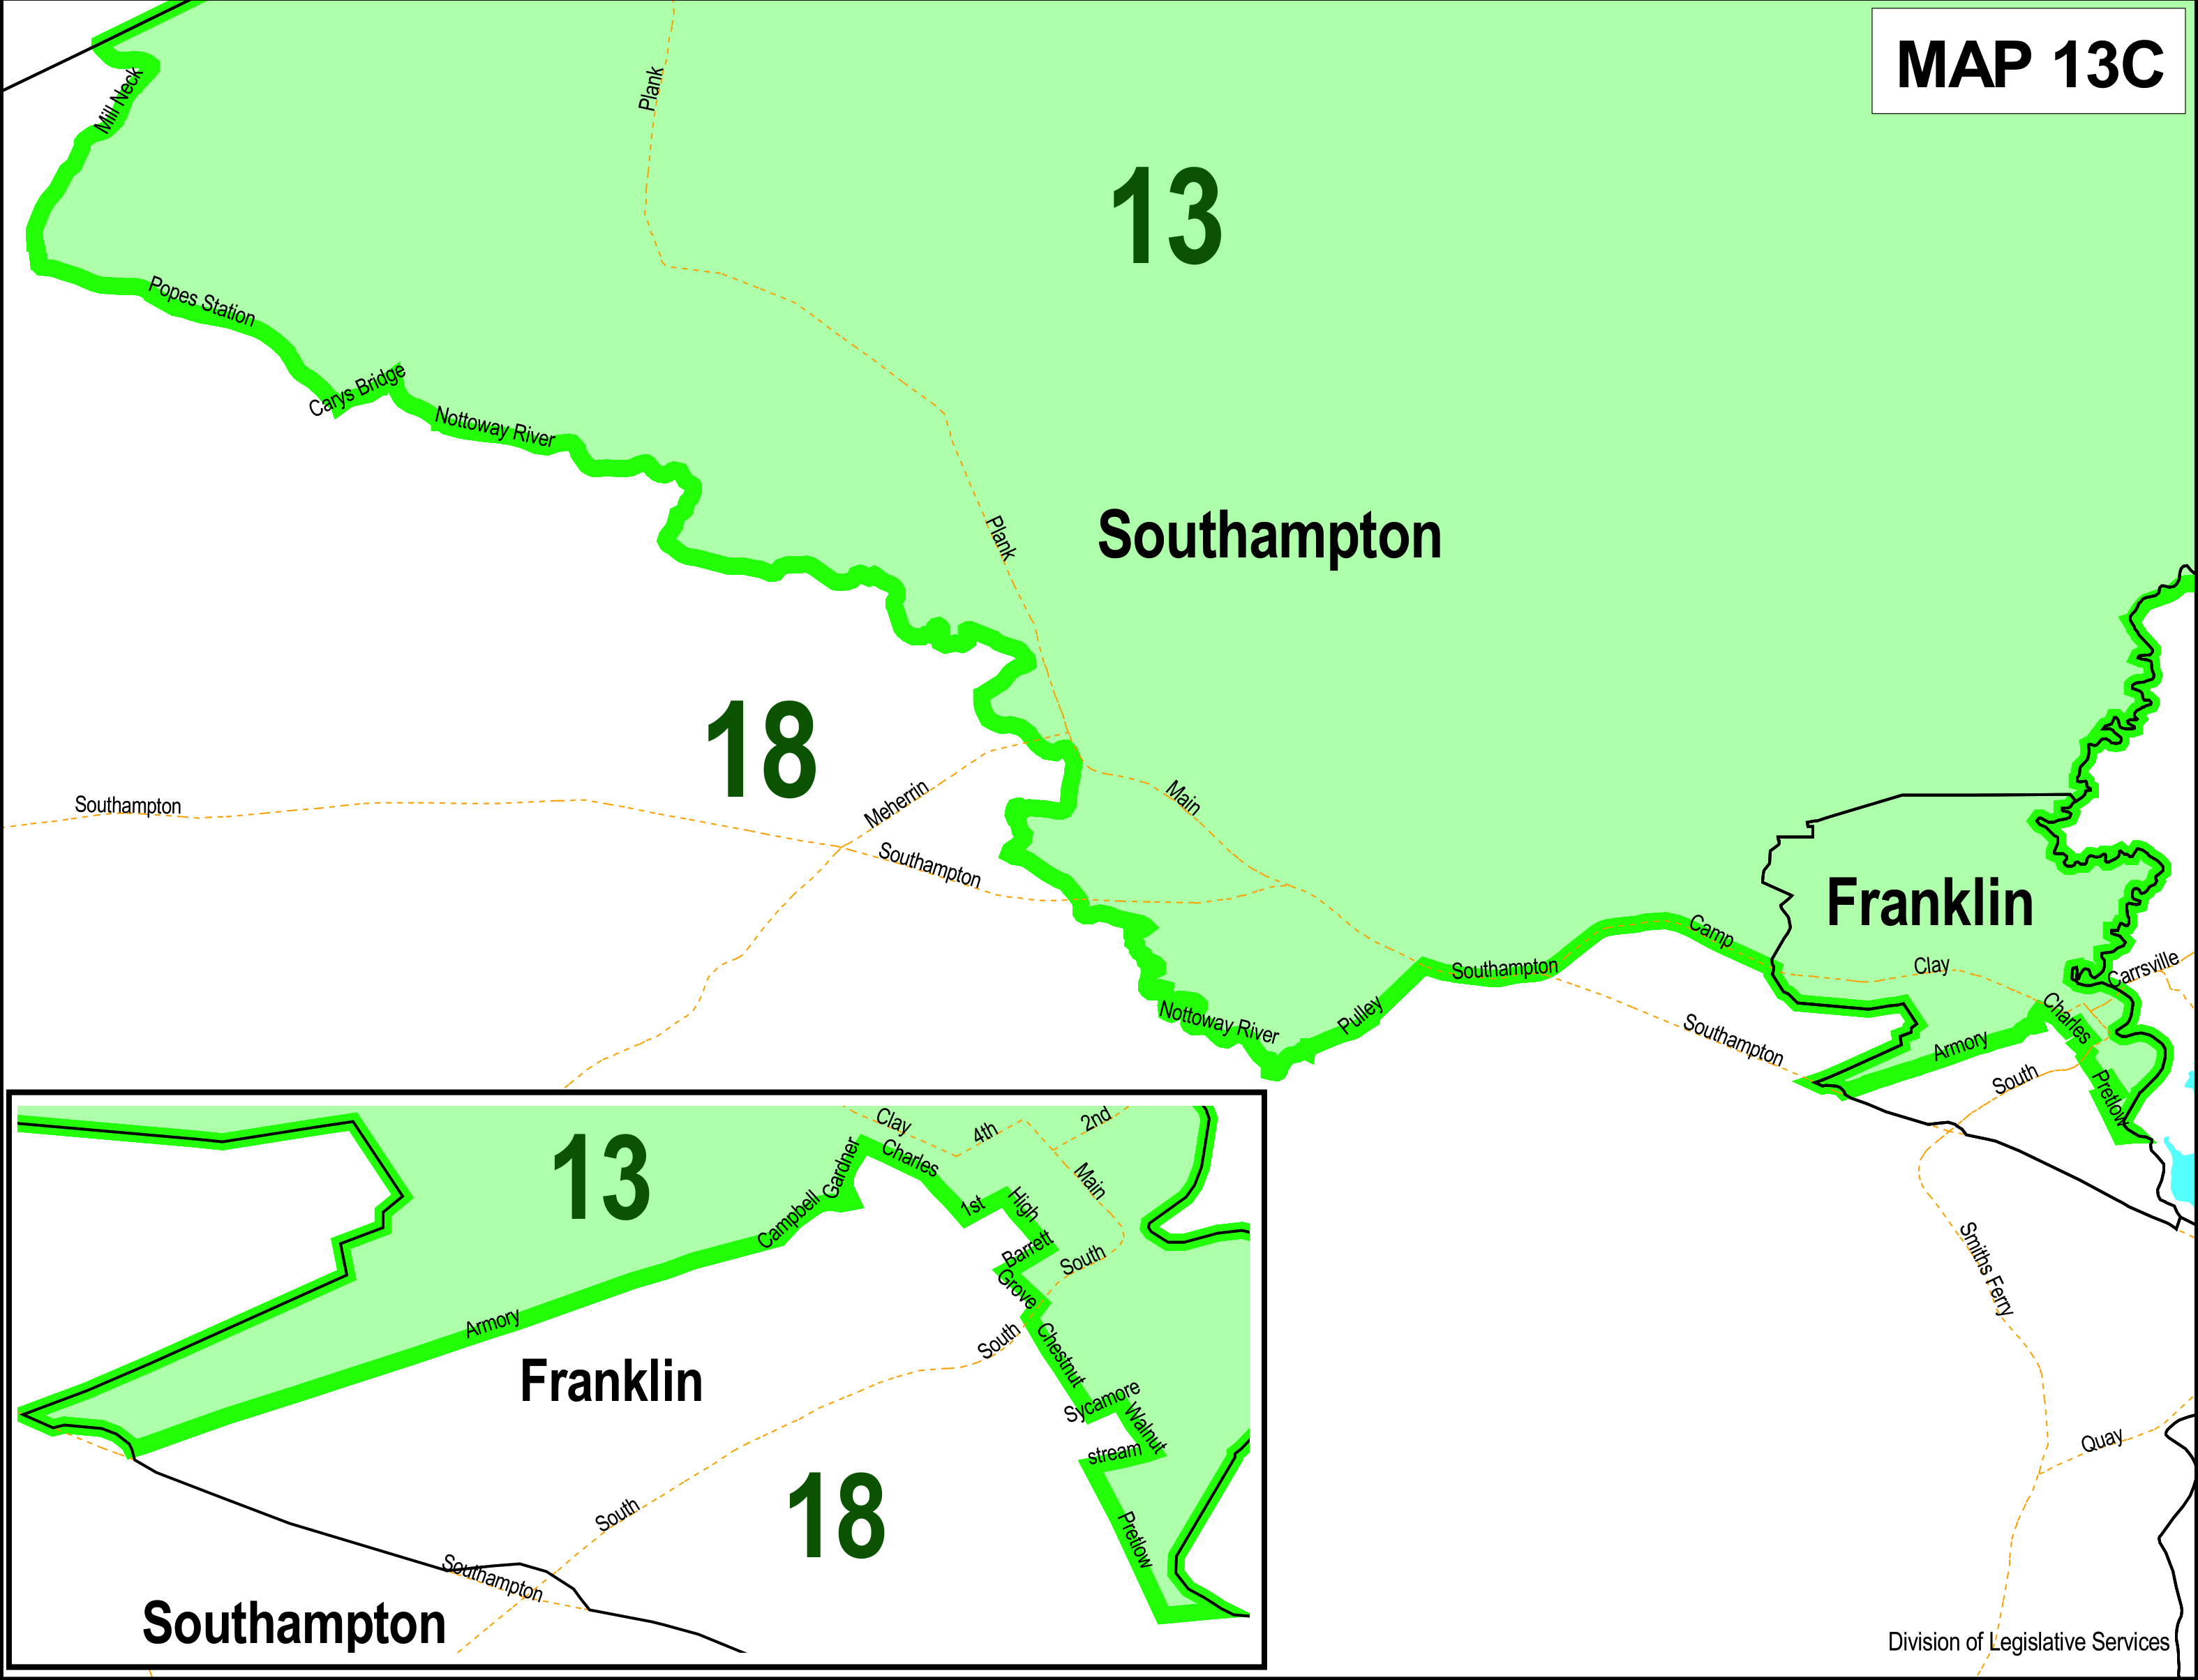 MAP 13C
Mill Neck
Plank
13
Popes Station
Carys Bridge
Nottoway River
Plank
Southampton
18
Southampton
Meherrin
Main
Southampton
Franklin
Camp
Southampton
Clay
Carrsville
Nottoway River
Pulley
Southampton
Charles
Armory
South
Pretlow
Smiths Ferry
Quay
13
Clay
4th
2nd
Gardner
Charles
Main
Campbell
1st
High
Barrett
South
Grove
Armory
Franklin
South
Chestnut
Sycamore
Walnut
stream
18
South
Pretlow
Southampton
Southampton
Division of Legislative Services